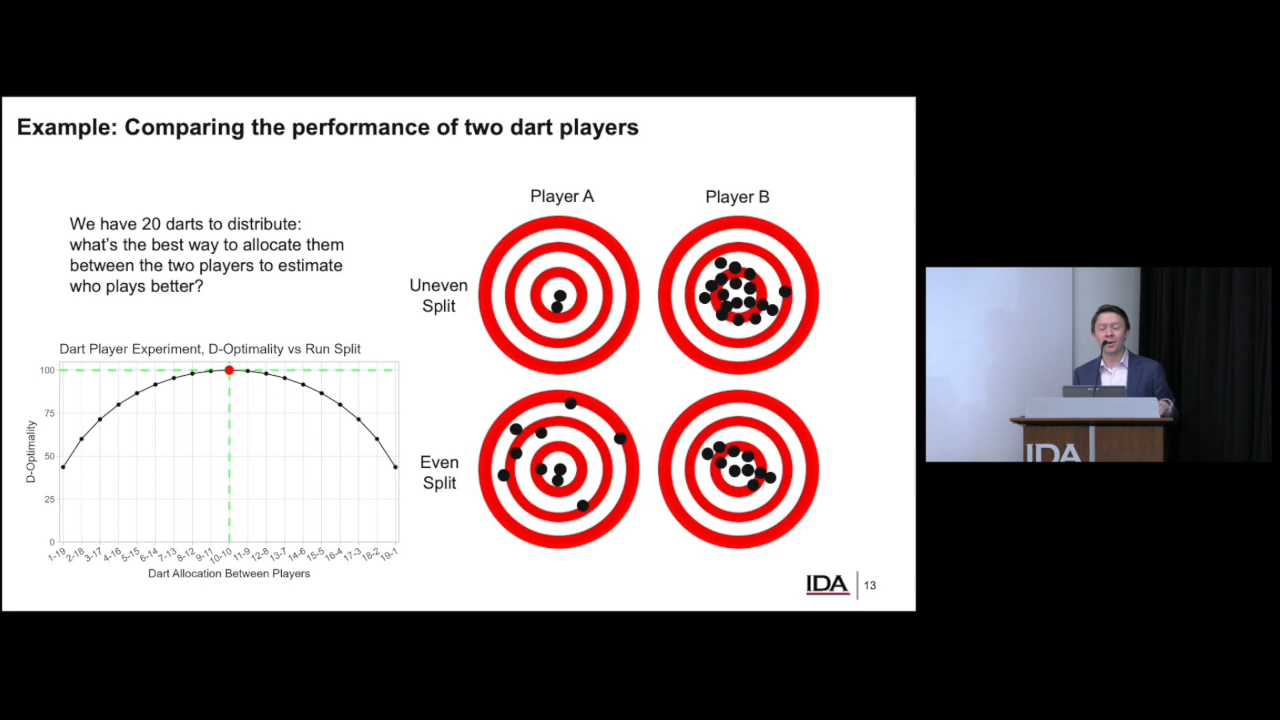 Example: Comparing the performance of two dart players
We have 20 darts to distribute:
what's the best way to allocate them
between the two players to estimate
who plays better?
Player A
Player B
Uneven
Split
Even
Split
Dart Player Experiment, D-Optimality vs Run Split
D-Optimality
100
75
50
25
0
1-19
2-18
3-17
4-16
5-15
6-14
7-13
8-12
9-11
10-10
11-9
12-8
13-7
14-6
15-5
16-4
17-3
18-2
19-1
Dart Allocation Between Players
IDA
13
IDA